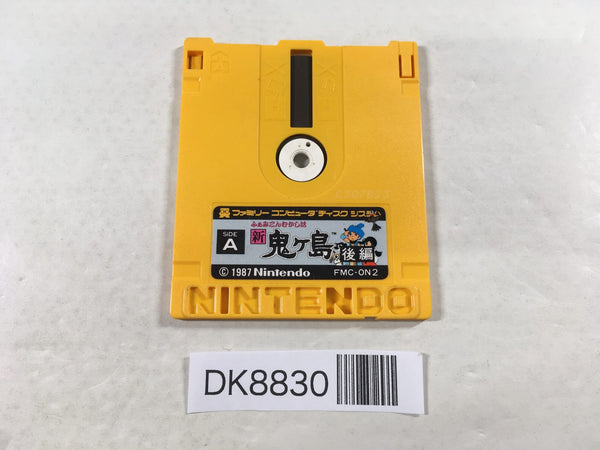 ファミリー コンピュータ ディスク システム
ふぁみこんむかし話
SIDE
A
新 鬼ヶ島™ 後編
© 1987 Nintendo FMC-ON2
NINTENDO
DK8830